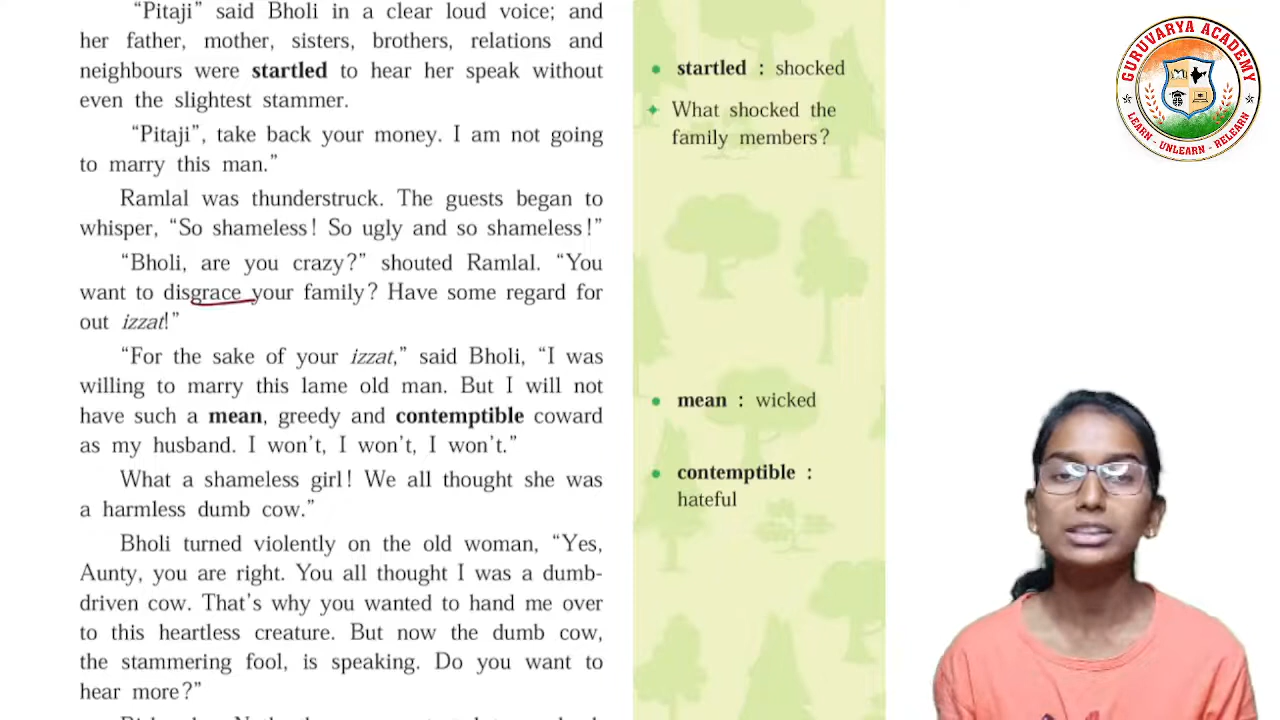 “Pitaji” said Bholi in a clear loud voice; and
her father, mother, sisters, brothers, relations and
neighbours were startled to hear her speak without
even the slightest stammer.
“Pitaji”, take back your money. I am not going
to marry this man.”
Ramlal was thunderstruck. The guests began to
whisper, “So shameless! So ugly and so shameless!”
“Bholi, are you crazy?” shouted Ramlal. “You
want to disgrace your family? Have some regard for
out izzat!”
“For the sake of your izzat,” said Bholi, “I was
willing to marry this lame old man. But I will not
have such a mean, greedy and contemptible coward
as my husband. I won’t, I won’t, I won’t.”
What a shameless girl! We all thought she was
a harmless dumb cow.”
Bholi turned violently on the old woman, “Yes,
Aunty, you are right. You all thought I was a dumb-
driven cow. That’s why you wanted to hand me over
to this heartless creature. But now the dumb cow,
the stammering fool, is speaking. Do you want to
hear more?”
• startled : shocked
✦ What shocked the
family members?
• mean : wicked
• contemptible :
hateful
GURUVARYA ACADEMY
LEARN - UNLEARN - RELEARN